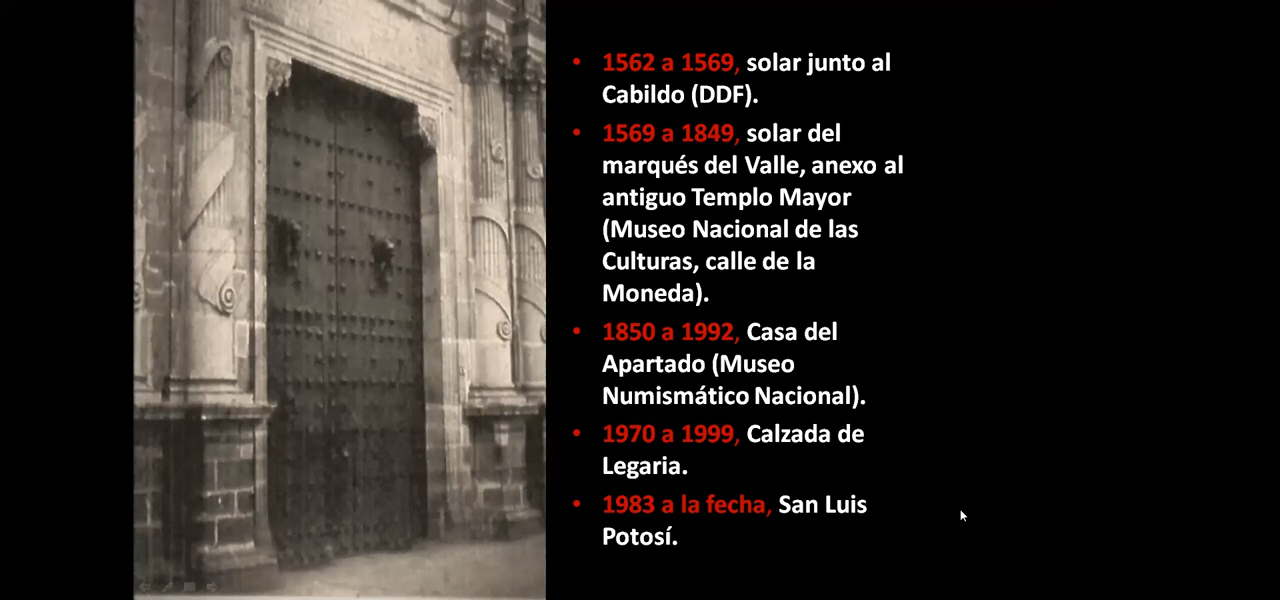 • 1562 a 1569, solar junto al
Cabildo (DDF).
• 1569 a 1849, solar del
marqués del Valle, anexo al
antiguo Templo Mayor
(Museo Nacional de las
Culturas, calle de la
Moneda).
• 1850 a 1992, Casa del
Apartado (Museo
Numismático Nacional).
• 1970 a 1999, Calzada de
Legaria.
• 1983 a la fecha, San Luis
Potosí.